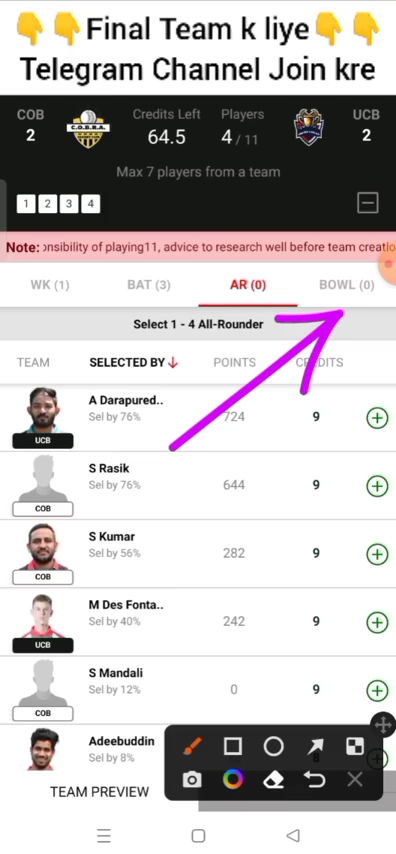 👇👇Final Team k liye👇👇
Telegram Channel Join kre
COB
2
C.O.B.R.A.
Credits Left
64.5
Players
4 / 11
UCB
2
Max 7 players from a team
1 2 3 4
Note: onsibility of playing11, advice to research well before team creatio
WK (1)
BAT (3)
AR (0)
BOWL (0)
Select 1 - 4 All-Rounder
TEAM
SELECTED BY
POINTS
CREDITS
A Darapured..
Sel by 76%
724
9
UCB
S Rasik
Sel by 76%
644
9
COB
S Kumar
Sel by 56%
282
9
COB
M Des Fonta..
Sel by 40%
242
9
UCB
S Mandali
Sel by 12%
0
9
COB
Adeebuddin
Sel by 8%
TEAM PREVIEW